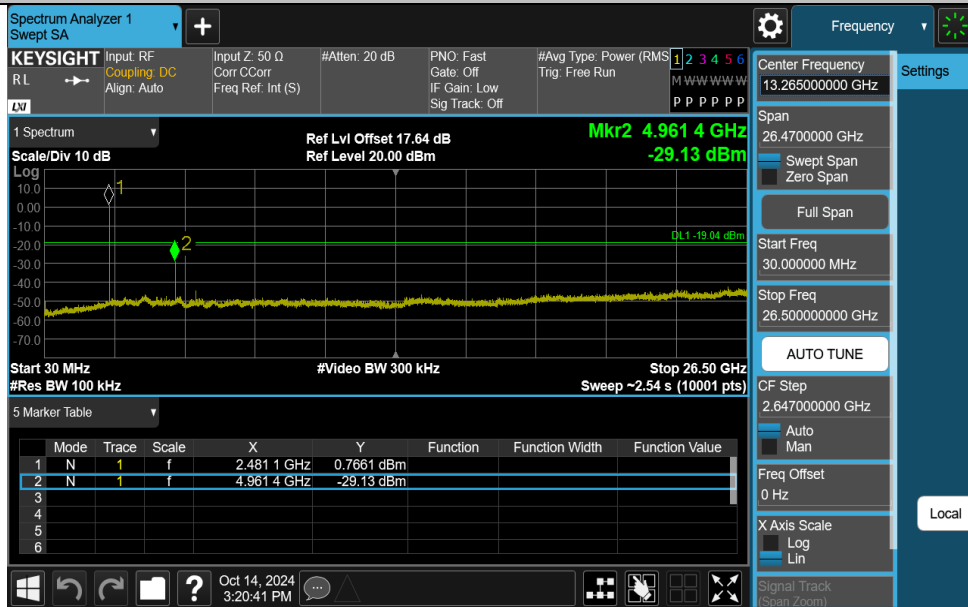 Spectrum Analyzer 1
Swept SA
+
Frequency
KEYSIGHT
RL
LXI
Input: RF
Coupling: DC
Align: Auto
Input Z: 50 Ω
Corr CCorr
Freq Ref: Int (S)
#Atten: 20 dB
PNO: Fast
Gate: Off
IF Gain: Low
Sig Track: Off
#Avg Type: Power (RMS
Trig: Free Run
1 2 3 4 5 6
M W W W W W
P P P P P P
1 Spectrum
Scale/Div 10 dB
Ref Lvl Offset 17.64 dB
Ref Level 20.00 dBm
Mkr2 4.961 4 GHz
-29.13 dBm
Log
10.0
0.00
-10.0
-20.0
-30.0
-40.0
-50.0
-60.0
-70.0
1
2
DL1 -19.04 dBm
Start 30 MHz
#Video BW 300 kHz
Stop 26.50 GHz
#Res BW 100 kHz
Sweep ~2.54 s (10001 pts)
5 Marker Table
Mode Trace Scale X Y Function Function Width Function Value
1 N 1 f 2.481 1 GHz 0.7661 dBm
2 N 1 f 4.961 4 GHz -29.13 dBm
3
4
5
6
Center Frequency
13.265000000 GHz
Settings
Span
26.4700000 GHz
Swept Span
Zero Span
Full Span
Start Freq
30.000000 MHz
Stop Freq
26.500000000 GHz
AUTO TUNE
CF Step
2.647000000 GHz
Auto
Man
Freq Offset
0 Hz
Local
X Axis Scale
Log
Lin
Signal Track
(Span Zoom)
?
Oct 14, 2024
3:20:41 PM